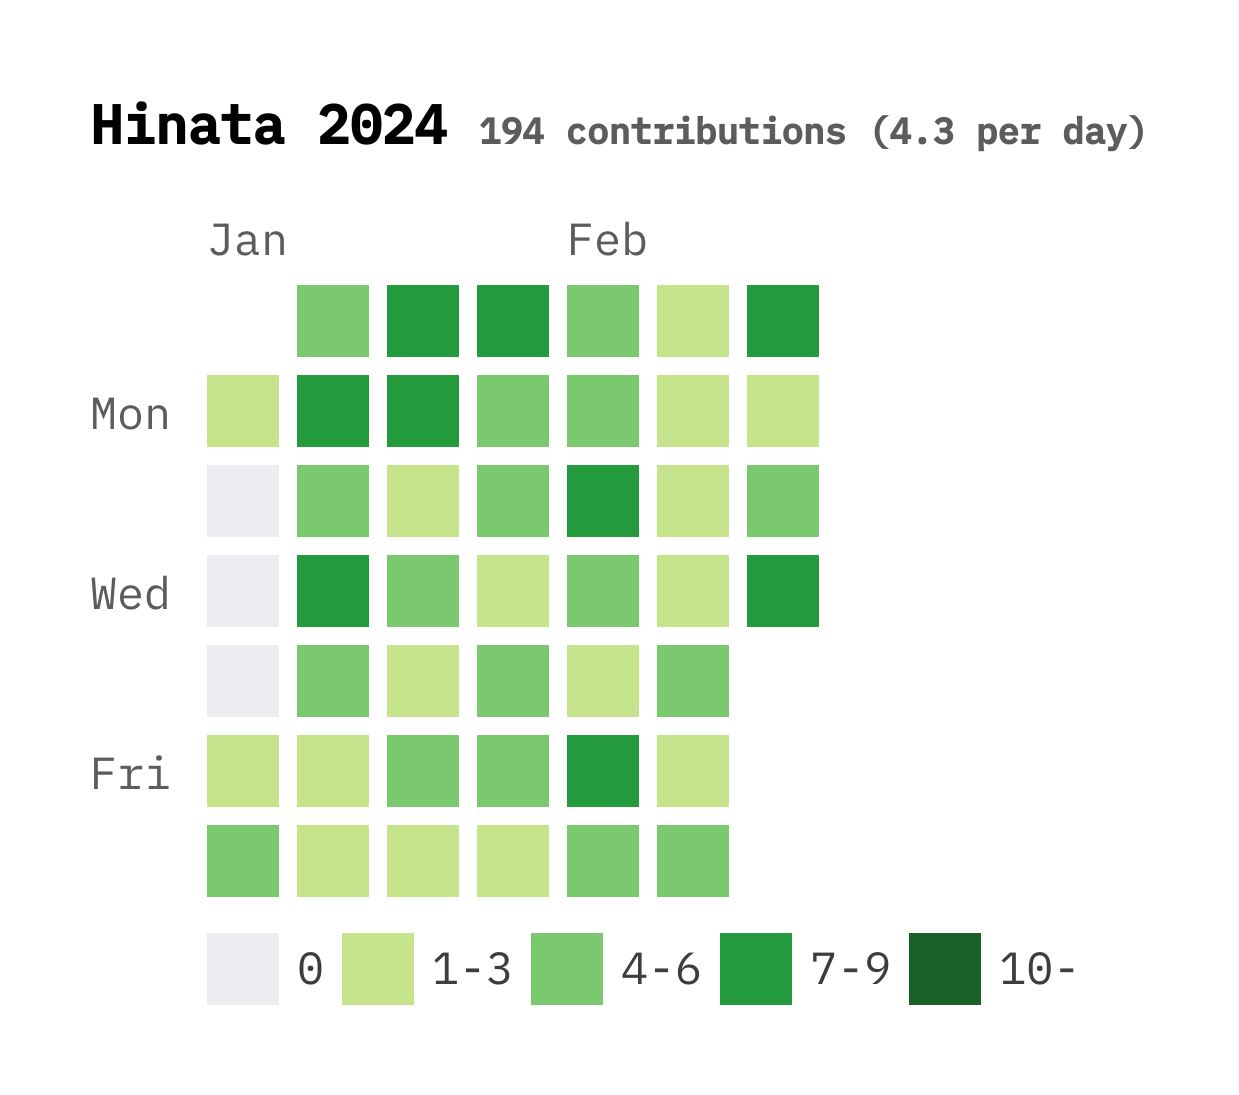 Hinata 2024 194 contributions (4.3 per day)
Jan Feb
Mon
Wed
Fri
0 1-3 4-6 7-9 10-